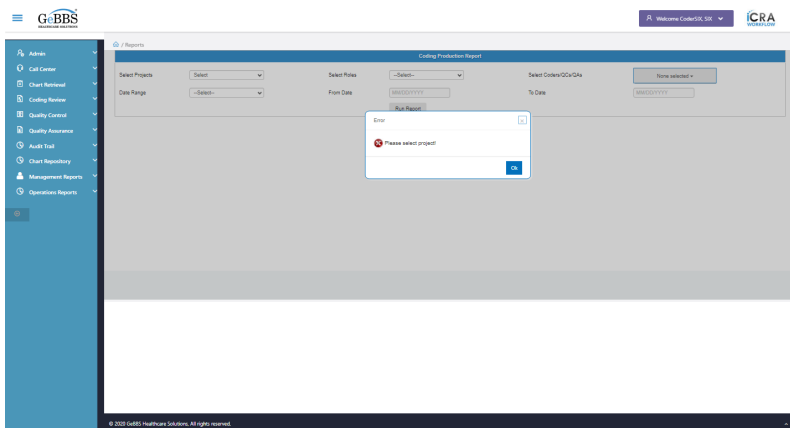 GeBBS
HEALTHCARE SOLUTIONS
Welcome CoderSIX, SIX
iCRA
WORKFLOW
/ Reports
Admin
Call Center
Chart Retrieval
Coding Review
Quality Control
Quality Assurance
Audit Trail
Chart Repository
Management Reports
Operations Reports
Coding Production Report
Select Projects
Select
Select Roles
--Select--
Select Coders/QCs/QAs
None selected
Date Range
--Select--
From Date
MM/DD/YYYY
To Date
MM/DD/YYYY
Run Report
Error
Please select project!
Ok
© 2020 GeBBS Healthcare Solutions, All rights reserved.